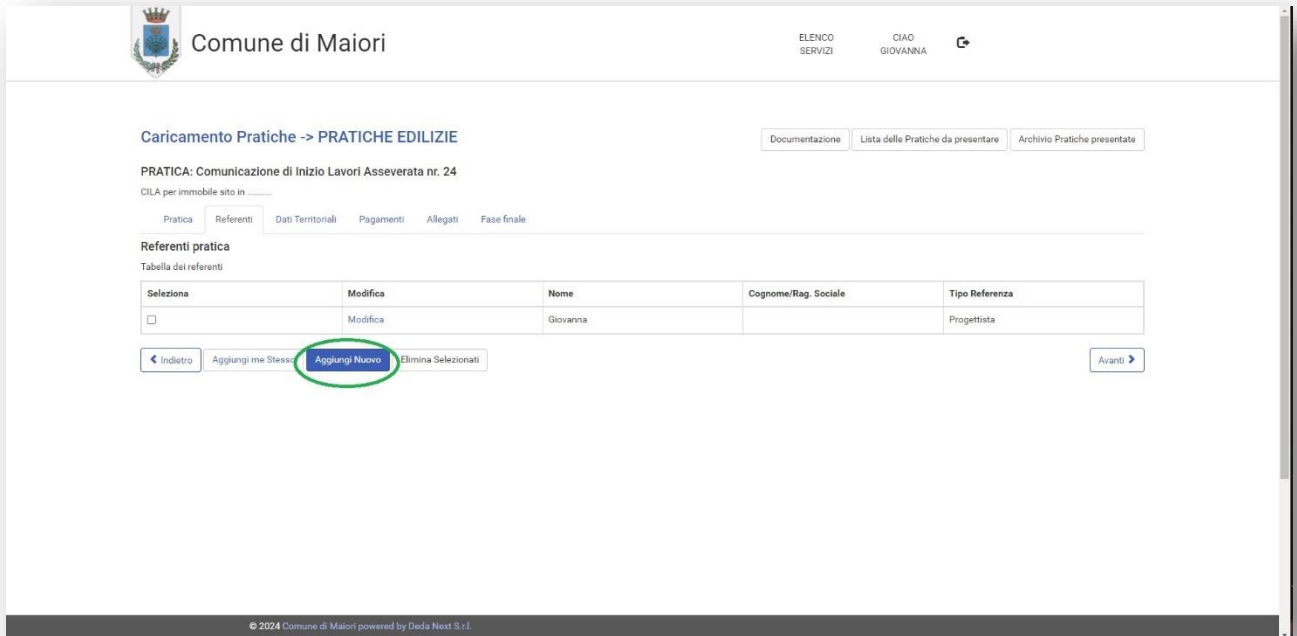 Comune di Maiori
ELENCO SERVIZI
CIAO GIOVANNA
Caricamento Pratiche -> PRATICHE EDILIZIE
Documentazione Lista delle Pratiche da presentare Archivio Pratiche presentate
PRATICA: Comunicazione di Inizio Lavori Asseverata nr. 24
CILA per immobile sito in ..........
Pratica Referenti Dati Territoriali Pagamenti Allegati Fase finale
Referenti pratica
Tabella dei referenti
Seleziona Modifica Nome Cognome/Rag. Sociale Tipo Referenza
Modifica Giovanna Progettista
Indietro Aggiungi me Stesso Aggiungi Nuovo Elimina Selezionati Avanti
© 2024 Comune di Maiori powered by Deda Next S.r.l.